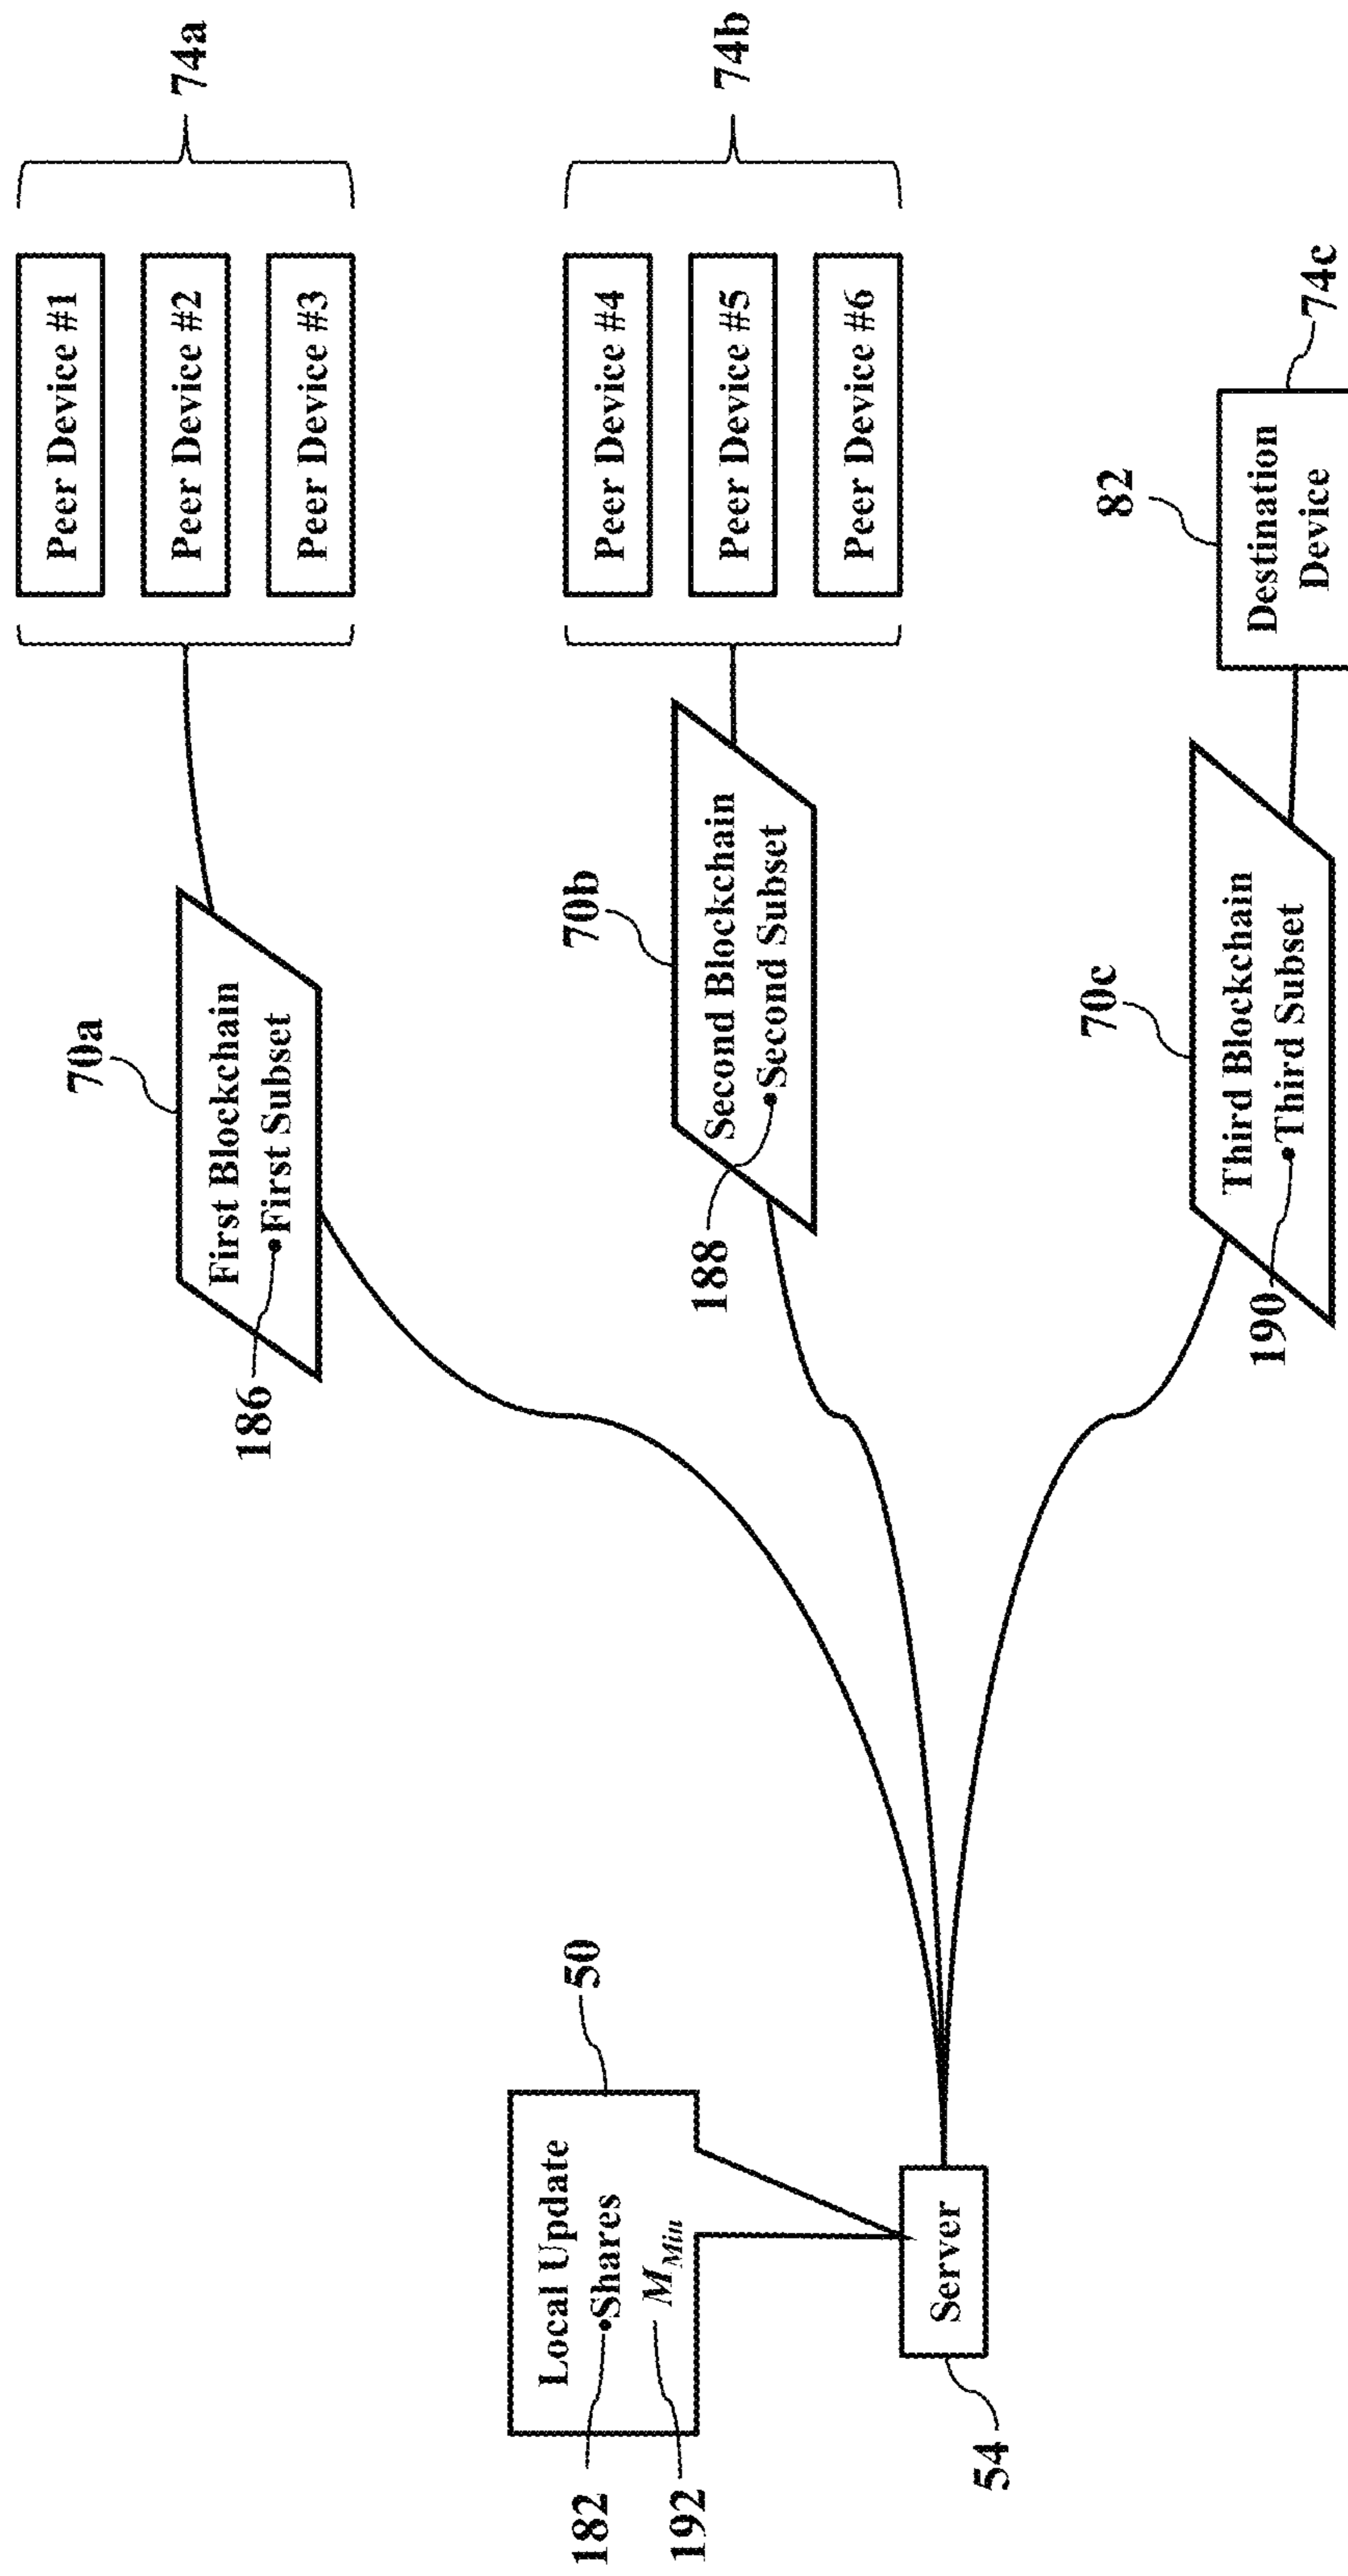 74a
Peer Device #1
Peer Device #2
Peer Device #3
70a
First Blockchain
•First Subset
186
74b
Peer Device #4
Peer Device #5
Peer Device #6
70b
Second Blockchain
•Second Subset
188
50
Local Update
•Shares
M_Min
182
192
Server
54
82
Destination
Device
74c
70c
Third Blockchain
•Third Subset
190